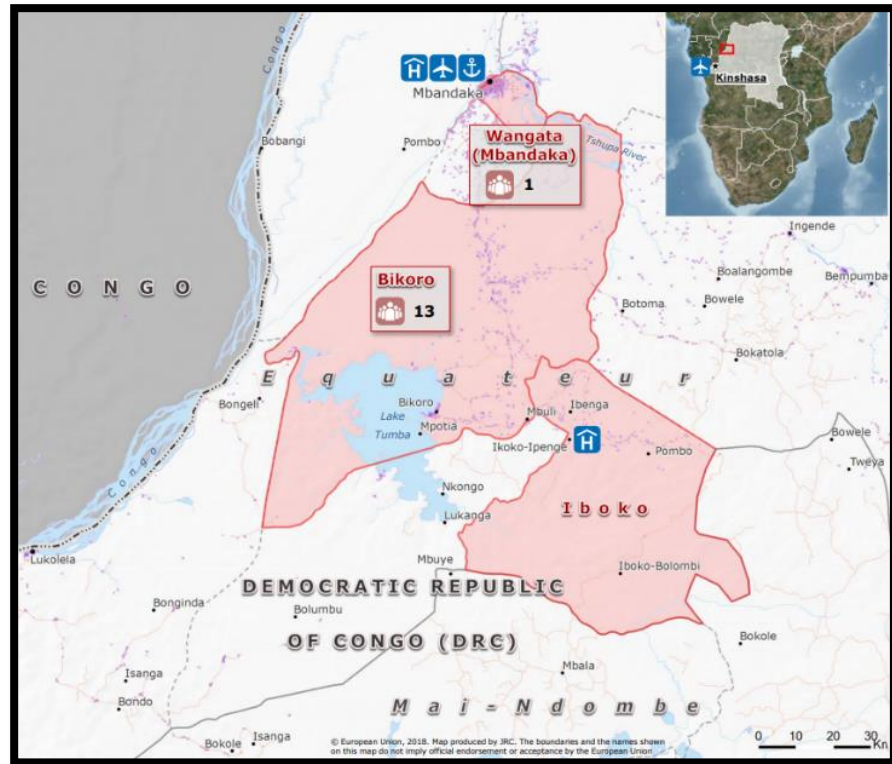 Congo
Kinshasa
Mbandaka
Bobangi
Pombo
Wangata
(Mbandaka)
1
Tshupa River
Ingende
Boalangombe
Bempumba
CONGO
Bikoro
13
Botoma
Bowele
Bokatola
Equateur
Bongeli
Bikoro
Lake
Tumba
Mpotia
Mbuli
Ibenga
Ikoko-Ipenge
H
Pombo
Bowele
Tweya
Congo
Nkongo
Lukanga
Iboko
Lukolela
Mbuye
Iboko-Bolombi
DEMOCRATIC REPUBLIC
Bonginda
Bolumbu
OF CONGO (DRC)
Bokole
Isanga
Mbala
Bondo
Mai-Ndombe
Bokole
Isanga
© European Union, 2018. Map produced by JRC. The boundaries and the names shown
on this map do not imply official endorsement or acceptance by the European Union
0 10 20 30